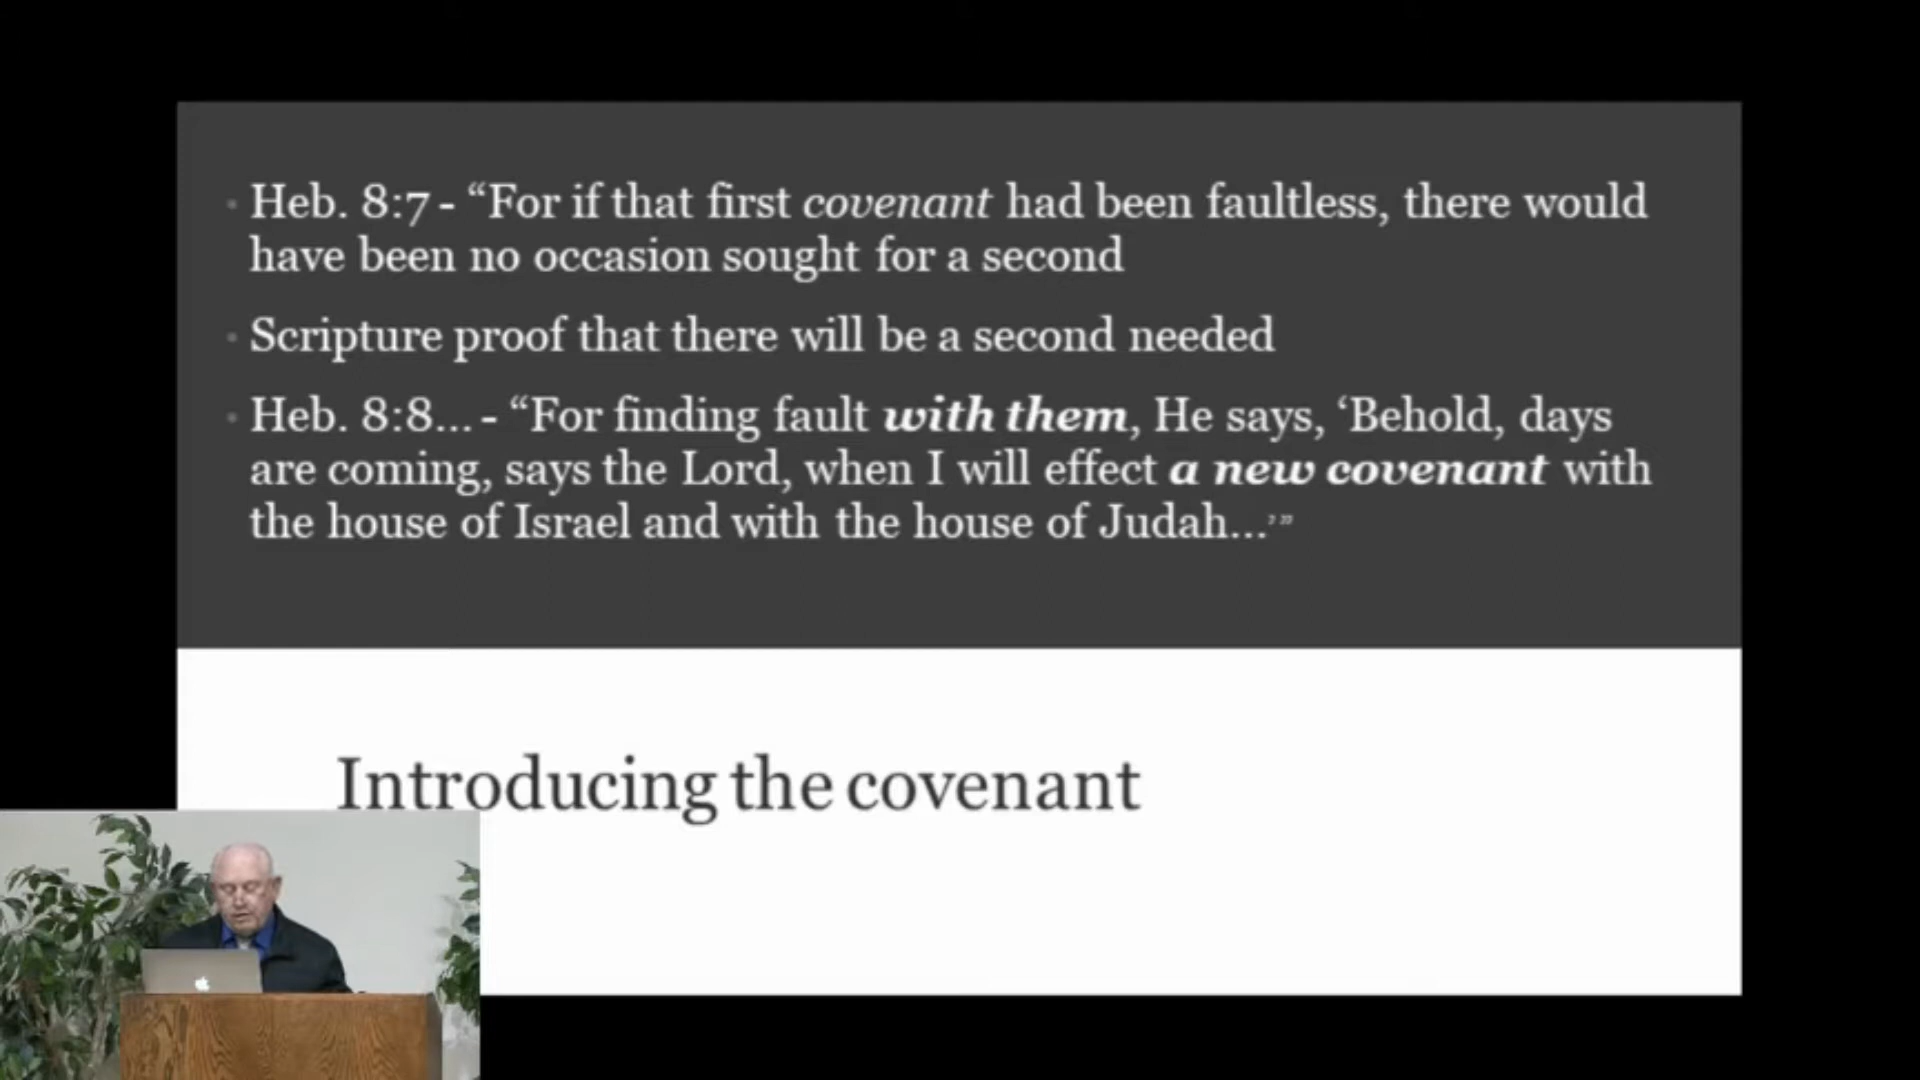 • Heb. 8:7 - “For if that first covenant had been faultless, there would
have been no occasion sought for a second
• Scripture proof that there will be a second needed
• Heb. 8:8... - “For finding fault with them, He says, ‘Behold, days
are coming, says the Lord, when I will effect a new covenant with
the house of Israel and with the house of Judah...’”
Introducing the covenant